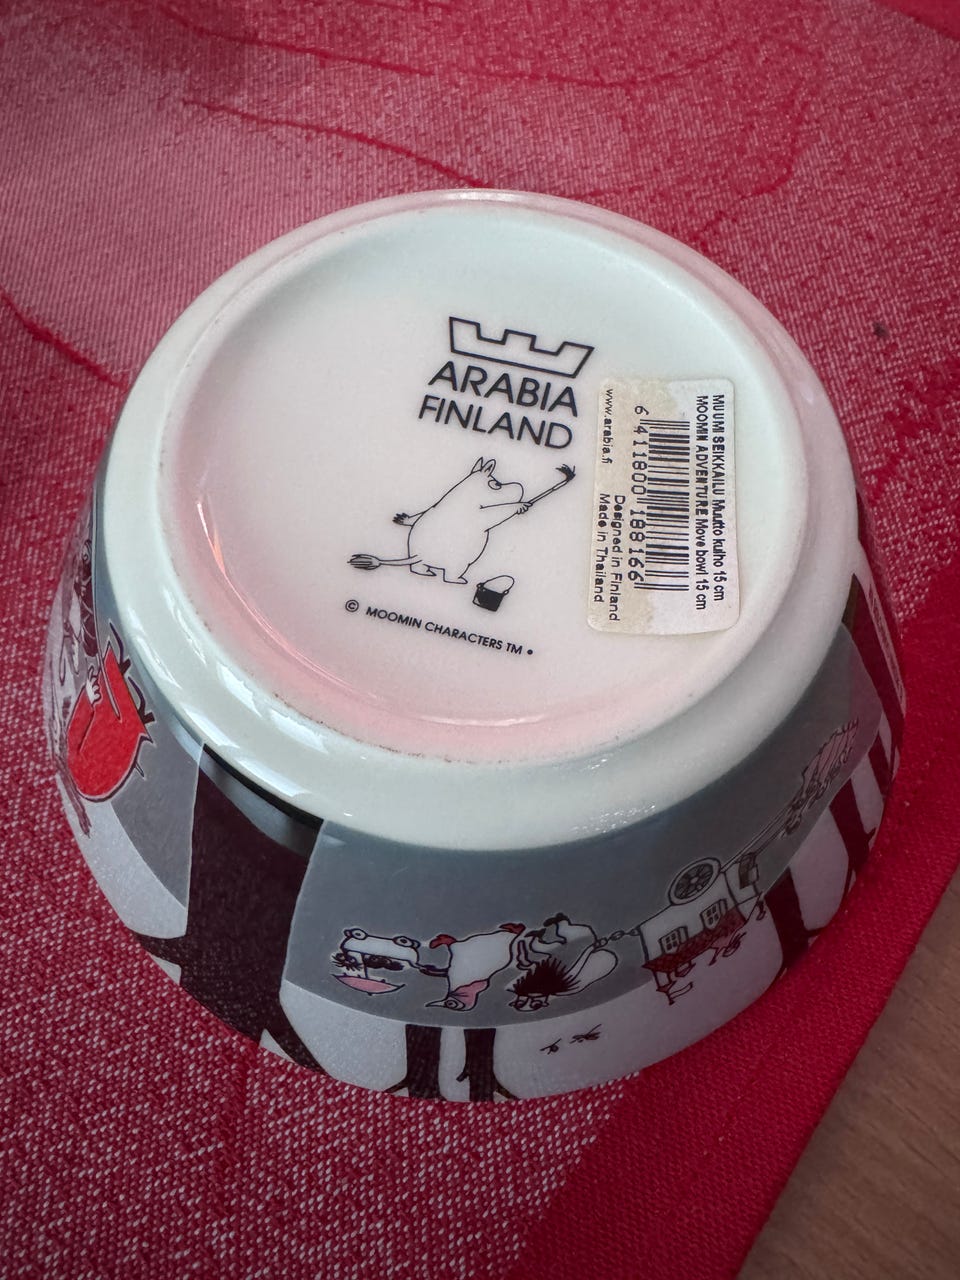 ARABIA
FINLAND
© MOOMIN CHARACTERS TM
MUUMI SEIKKAILU Muutto kulho 15 cm
MOOMIN ADVENTURE Move bowl 15 cm
6 411800 188166
Designed in Finland
Made in Thailand
www.arabia.fi